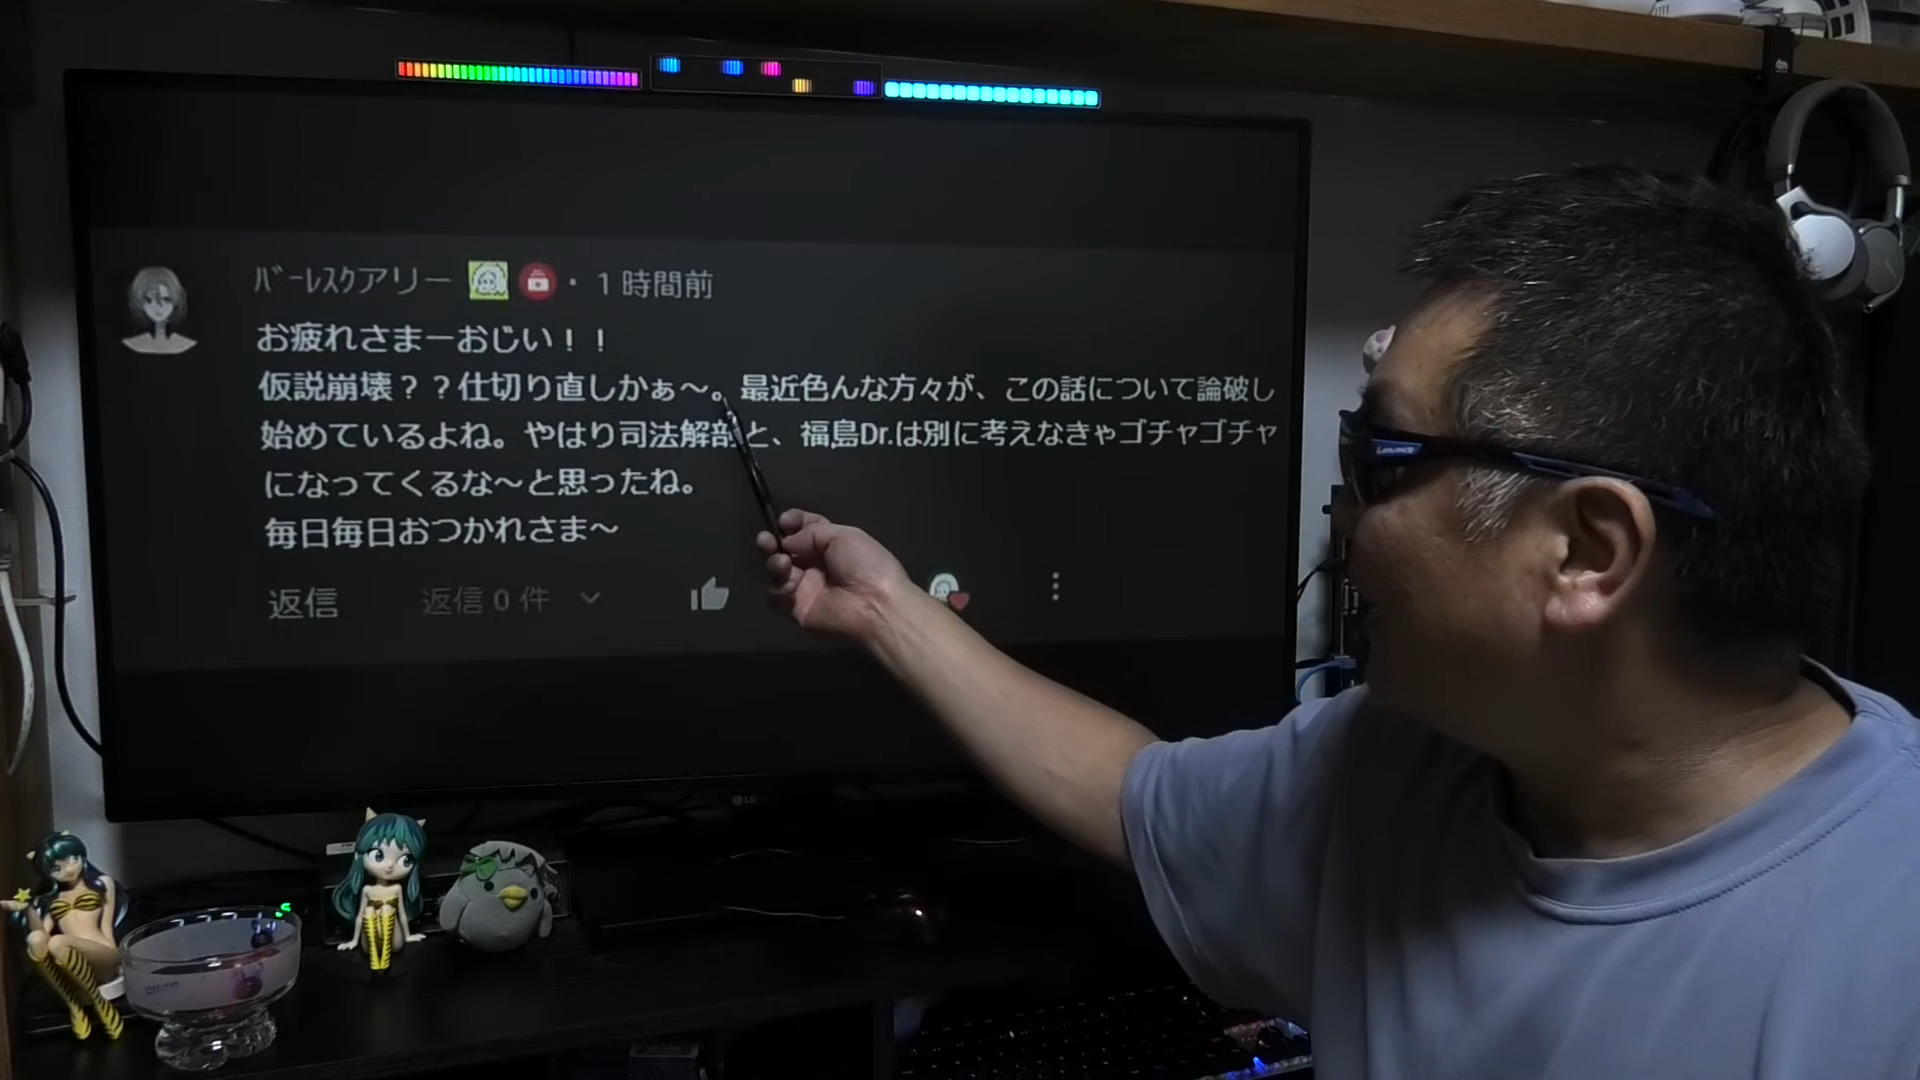 ﾊﾞｰﾚｽｸアリー ・ 1 時間前
お疲れさまーおじい！！
仮説崩壊？？仕切り直しかぁ～。最近色んな方々が、この話について論破し
始めているよね。やはり司法解剖と、福島Dr.は別に考えなきゃゴチャゴチャ
になってくるな～と思ったね。
毎日毎日おつかれさま～
返信 返信 0 件
LG